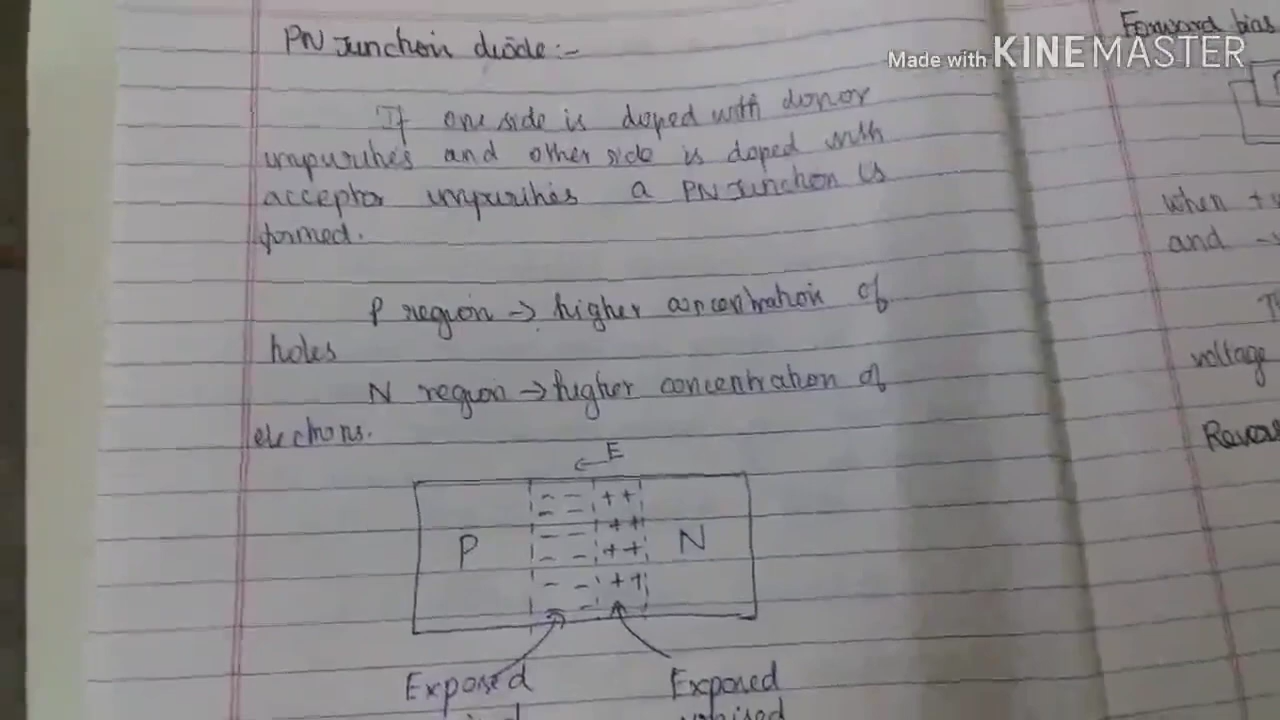 PN Junction diode:-
If one side is doped with donor
impurities and other side is doped with
acceptor impurities a PN Junction is
formed.
P region → higher concentration of
holes
N region → higher concentration of
electrons.
← E
P
N
Exposed
Exposed
Forward bias
when
and
voltage
Made with KINEMASTER